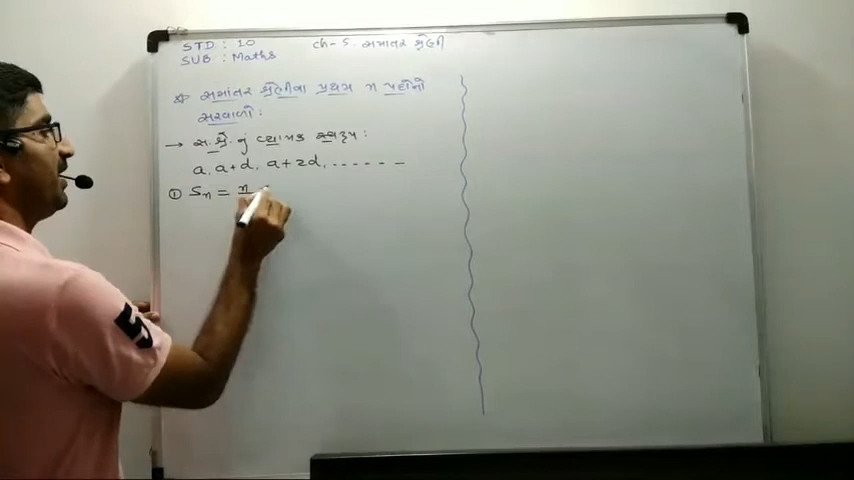 STD : 10 ch-5. સમાંતર શ્રેણી
SUB : Maths
* સમાંતર શ્રેણીના પ્રથમ n પદોનો
સરવાળો :
→ સ.શ્રે. નું વ્યાપક સ્વરૂપ :
a, a+d, a+2d, ------
① Sn = n